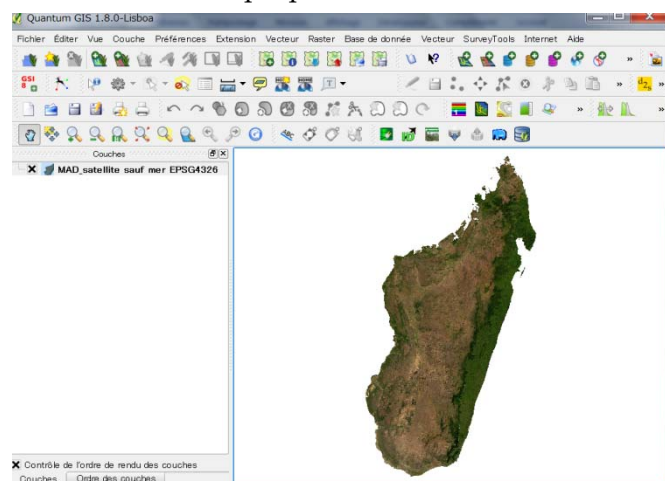 Quantum GIS 1.8.0-Lisboa
Fichier Éditer Vue Couche Préférences Extension Vecteur Raster Base de donnée Vecteur SurveyTools Internet Aide
GSI
Couches
MAD_satellite sauf mer EPSG4326
Contrôle de l'ordre de rendu des couches
Couches Ordre des couches